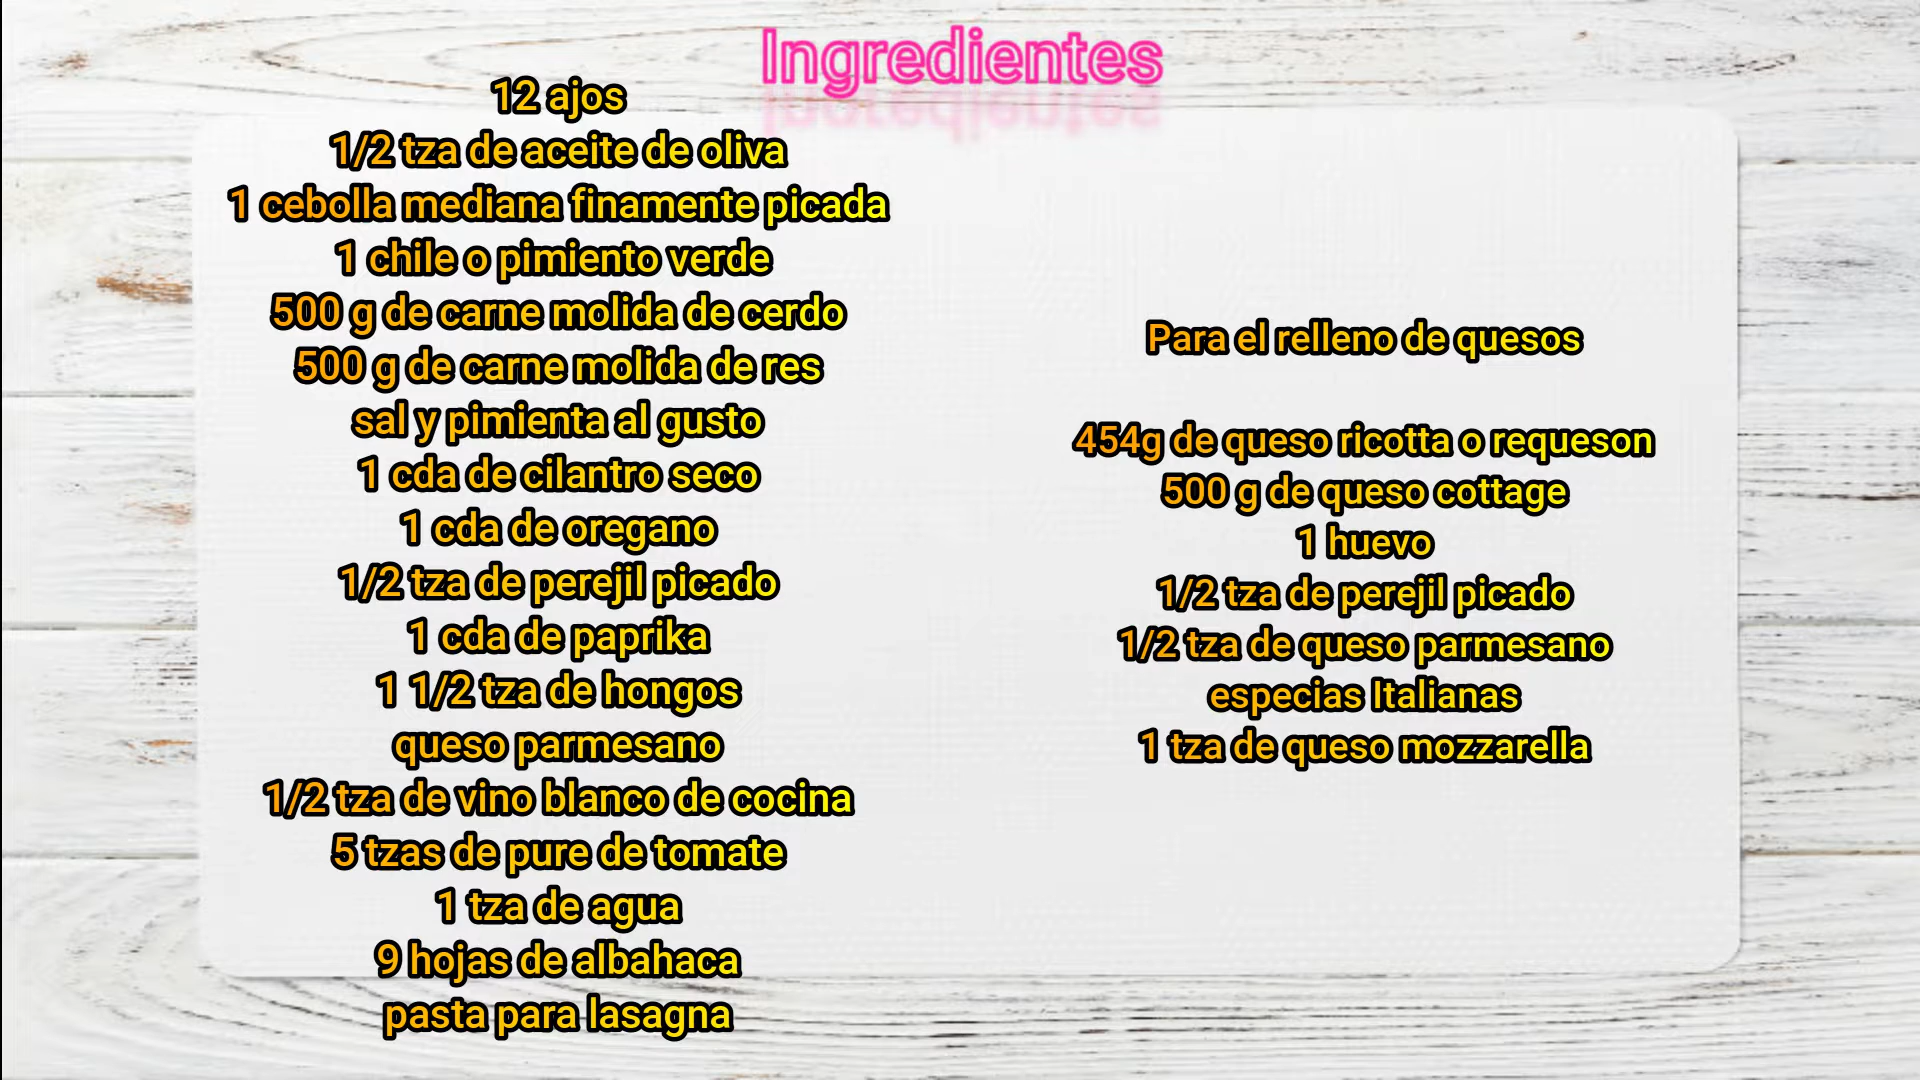 Ingredientes
12 ajos
1/2 tza de aceite de oliva
1 cebolla mediana finamente picada
1 chile o pimiento verde
500 g de carne molida de cerdo
500 g de carne molida de res
sal y pimienta al gusto
1 cda de cilantro seco
1 cda de oregano
1/2 tza de perejil picado
1 cda de paprika
1 1/2 tza de hongos
queso parmesano
1/2 tza de vino blanco de cocina
5 tzas de pure de tomate
1 tza de agua
9 hojas de albahaca
pasta para lasagna
Para el relleno de quesos
454g de queso ricotta o requeson
500 g de queso cottage
1 huevo
1/2 tza de perejil picado
1/2 tza de queso parmesano
especias Italianas
1 tza de queso mozzarella